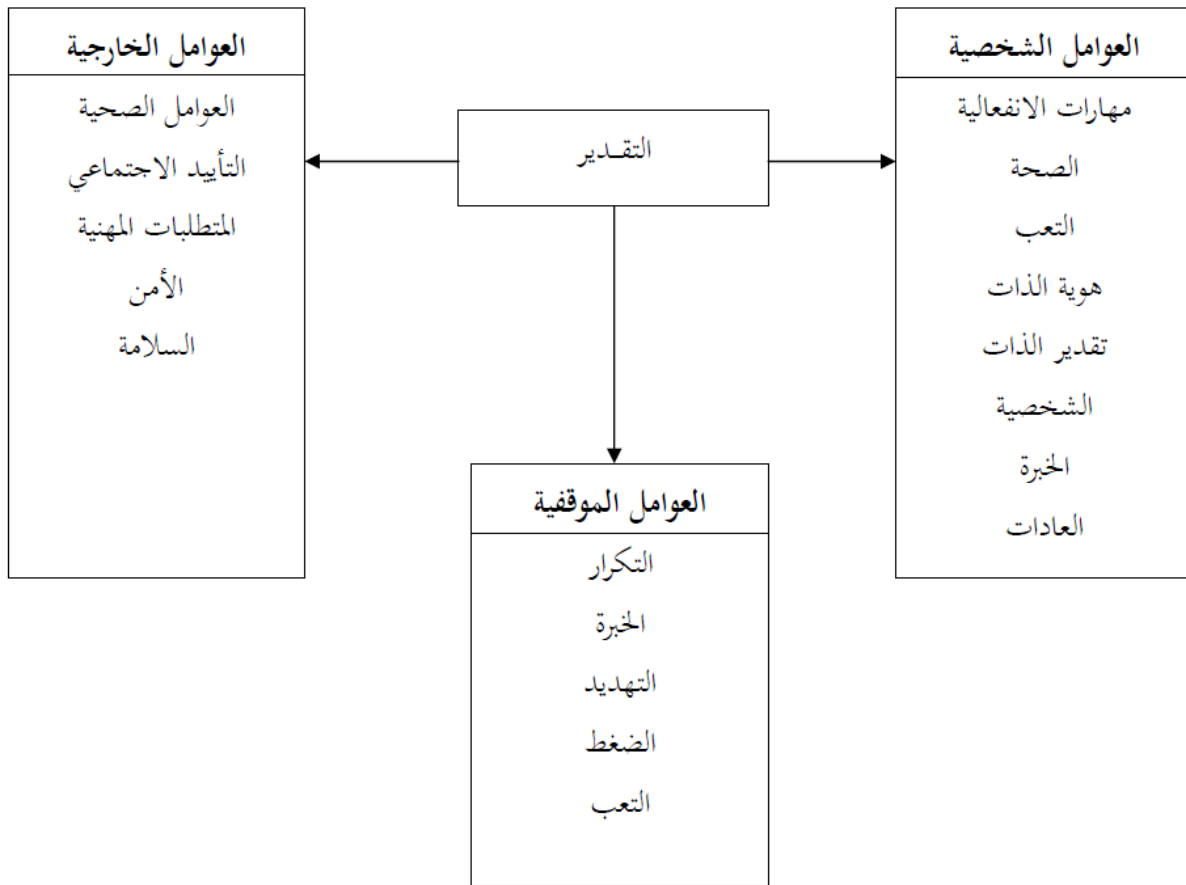 العوامل الشخصية
مهارات الانفعالية
الصحة
التعب
هوية الذات
تقدير الذات
الشخصية
الخبرة
العادات
التقـدير
العوامل الخارجية
العوامل الصحية
التأييد الاجتماعي
المتطلبات المهنية
الأمن
السلامة
العوامل الموقفية
التكرار
الخبرة
التهديد
الضغط
التعب